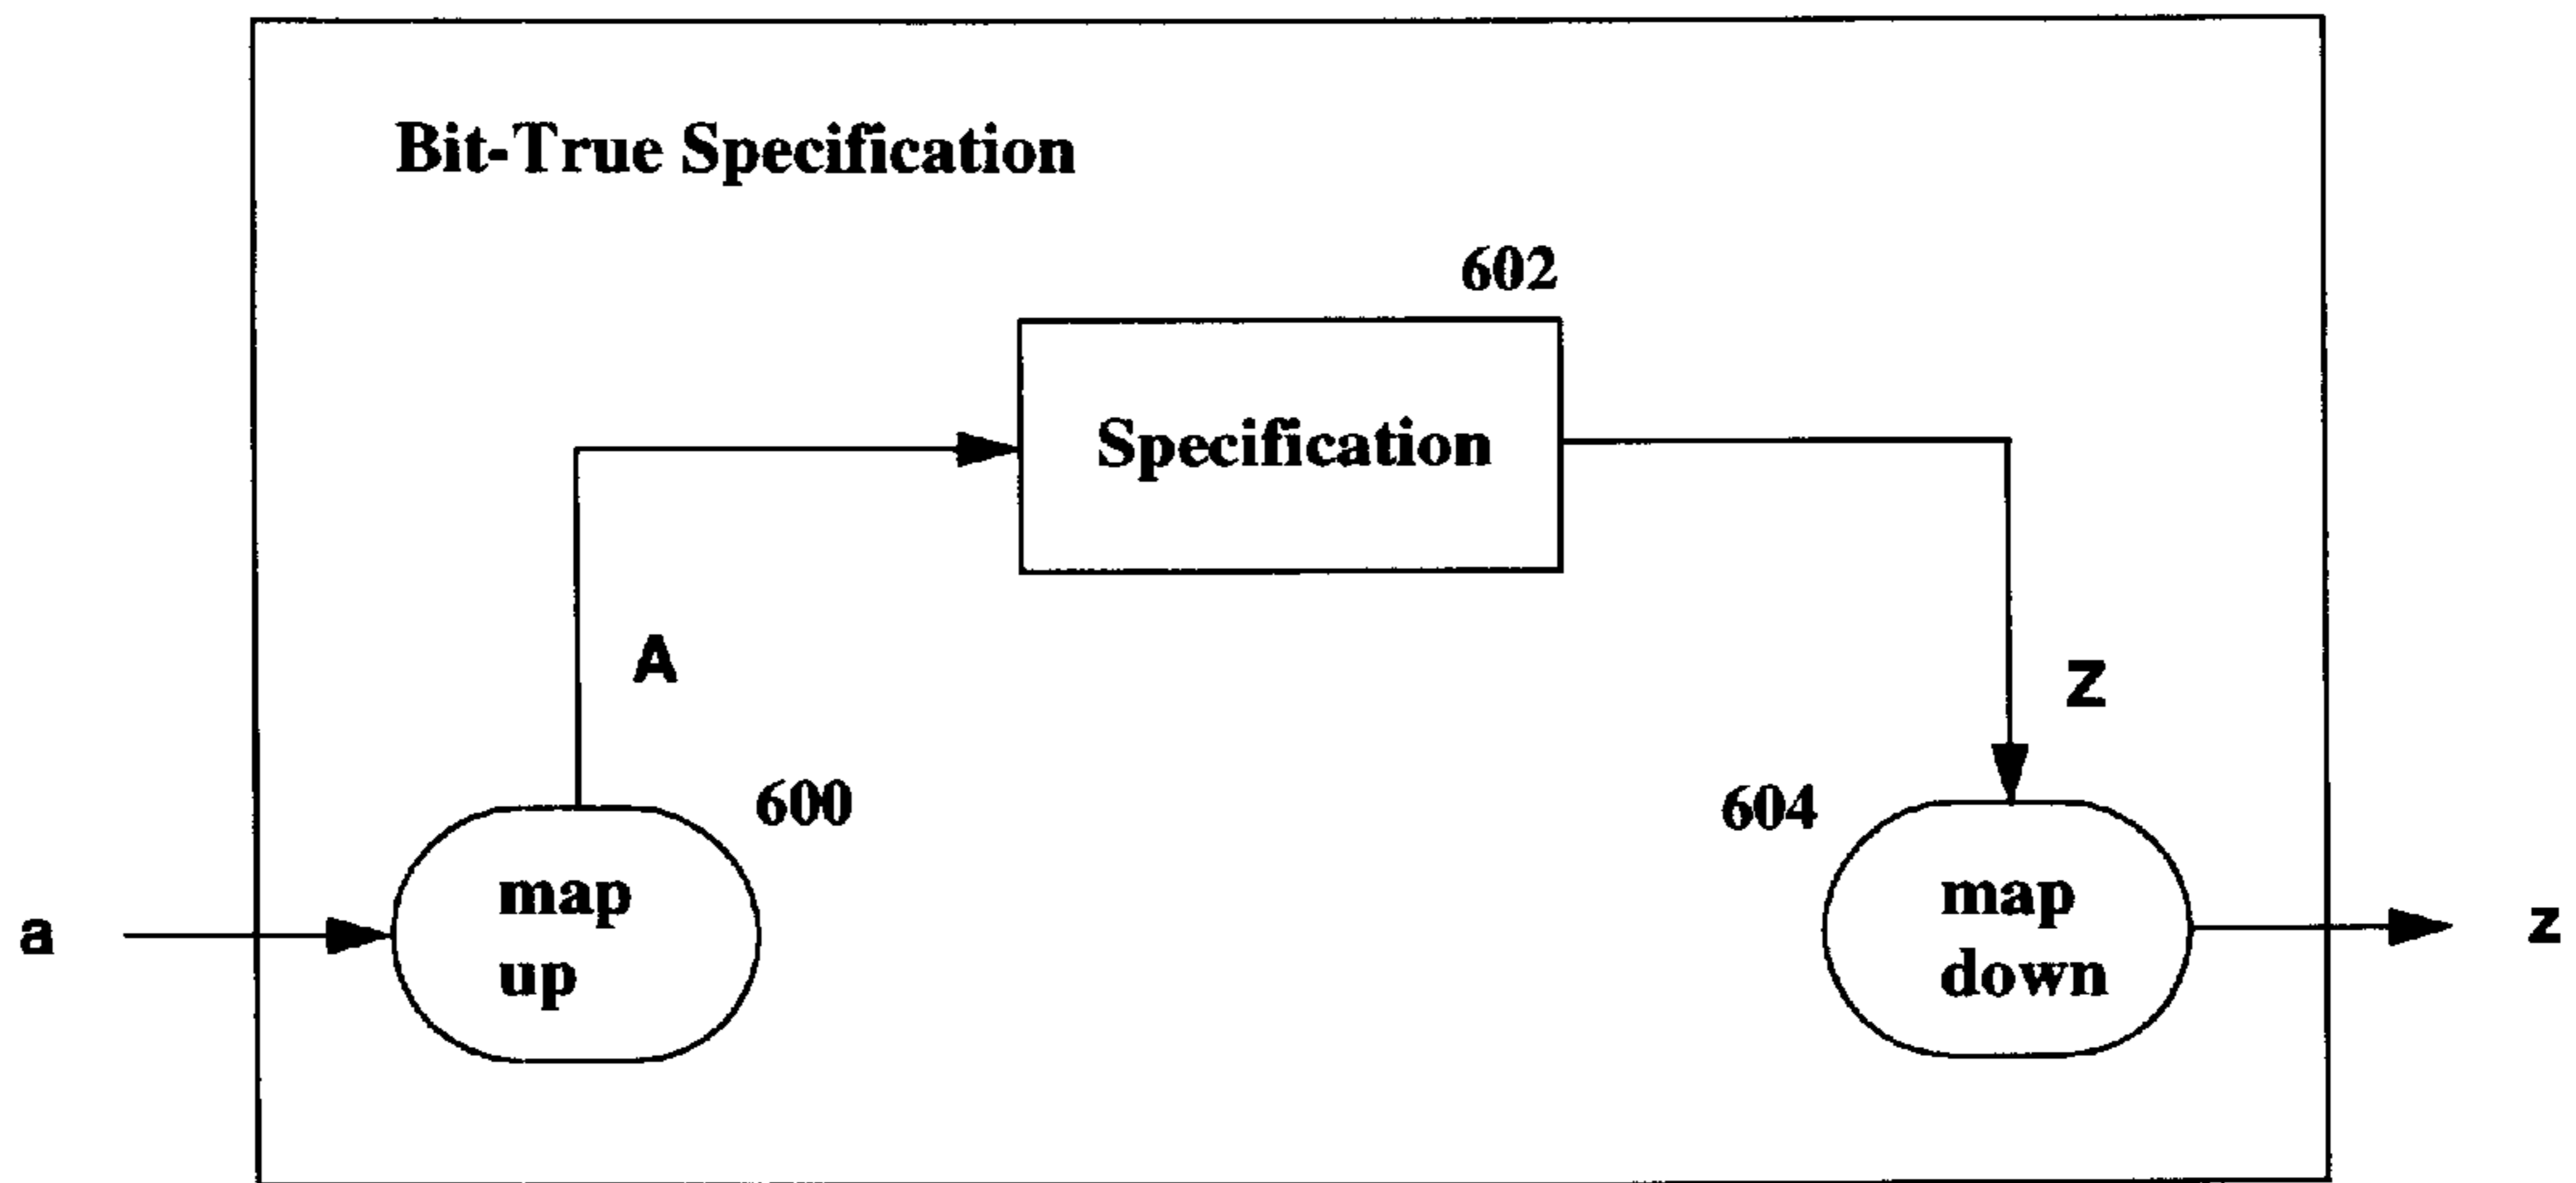 Bit-True Specification
602
Specification
A
Z
600
604
map
up
map
down
a
z